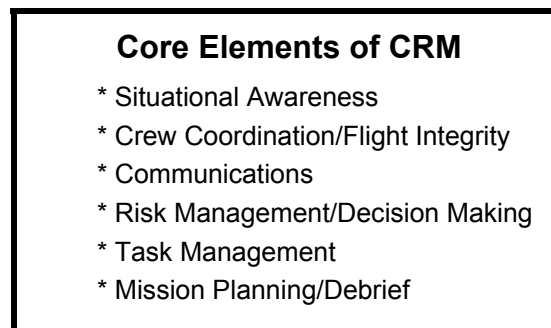 Core Elements of CRM
* Situational Awareness
* Crew Coordination/Flight Integrity
* Communications
* Risk Management/Decision Making
* Task Management
* Mission Planning/Debrief